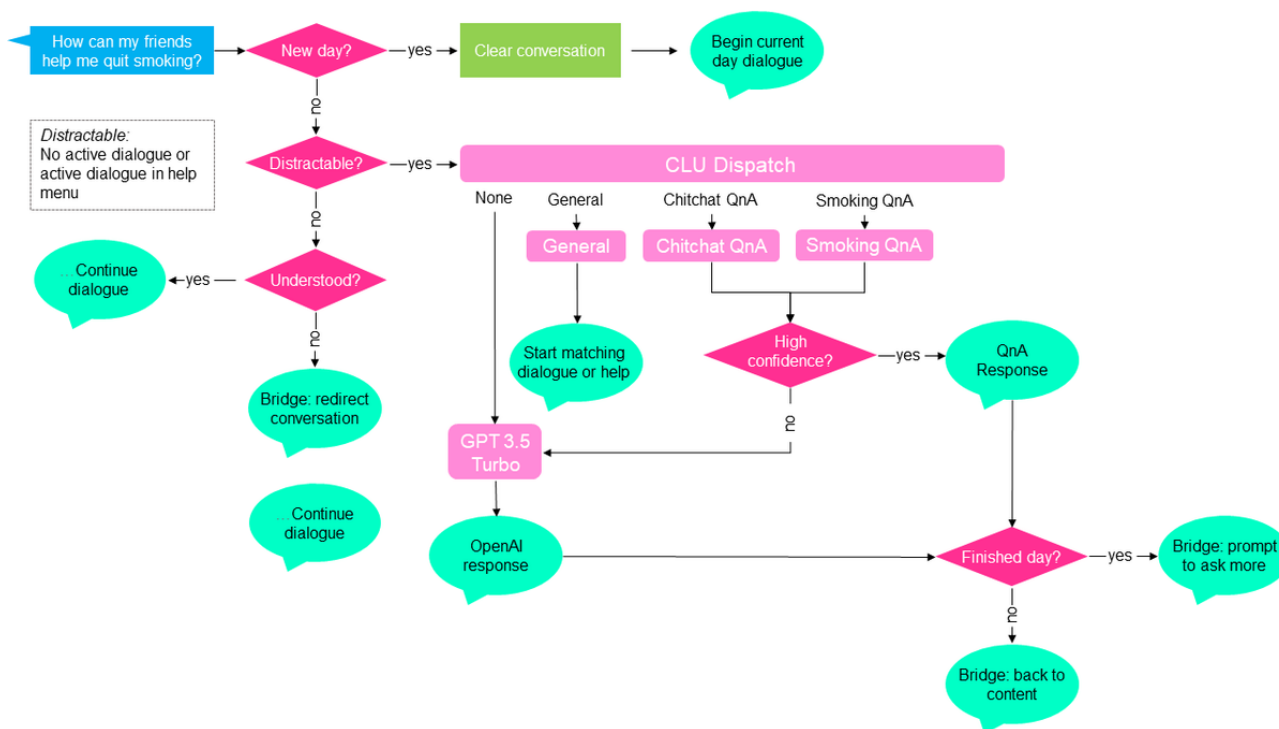 How can my friends
help me quit smoking?
New day?
yes
Clear conversation
Begin current
day dialogue
no
Distractable:
No active dialogue or
active dialogue in help
menu
Distractable?
yes
CLU Dispatch
None
General
Chitchat QnA
Smoking QnA
no
General
Chitchat QnA
Smoking QnA
...Continue
dialogue
yes
Understood?
no
Start matching
dialogue or help
High
confidence?
yes
QnA
Response
Bridge: redirect
conversation
no
GPT 3.5
Turbo
...Continue
dialogue
OpenAI
response
Finished day?
yes
Bridge: prompt
to ask more
no
Bridge: back to
content